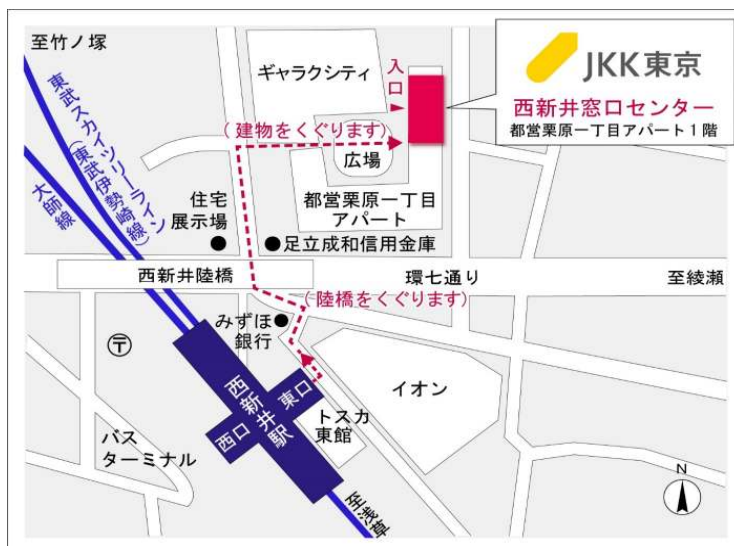 至竹ノ塚
東武スカイツリーライン
(東武伊勢崎線)
大師線
ギャラクシティ
入口
JKK東京
西新井窓口センター
都営栗原一丁目アパート1階
(建物をくぐります)
広場
住宅
展示場
都営栗原一丁目
アパート
足立成和信用金庫
西新井陸橋
環七通り
至綾瀬
(陸橋をくぐります)
みずほ
銀行
〒
イオン
西新井駅
東口
西口
トスカ
東館
バス
ターミナル
至浅草
N